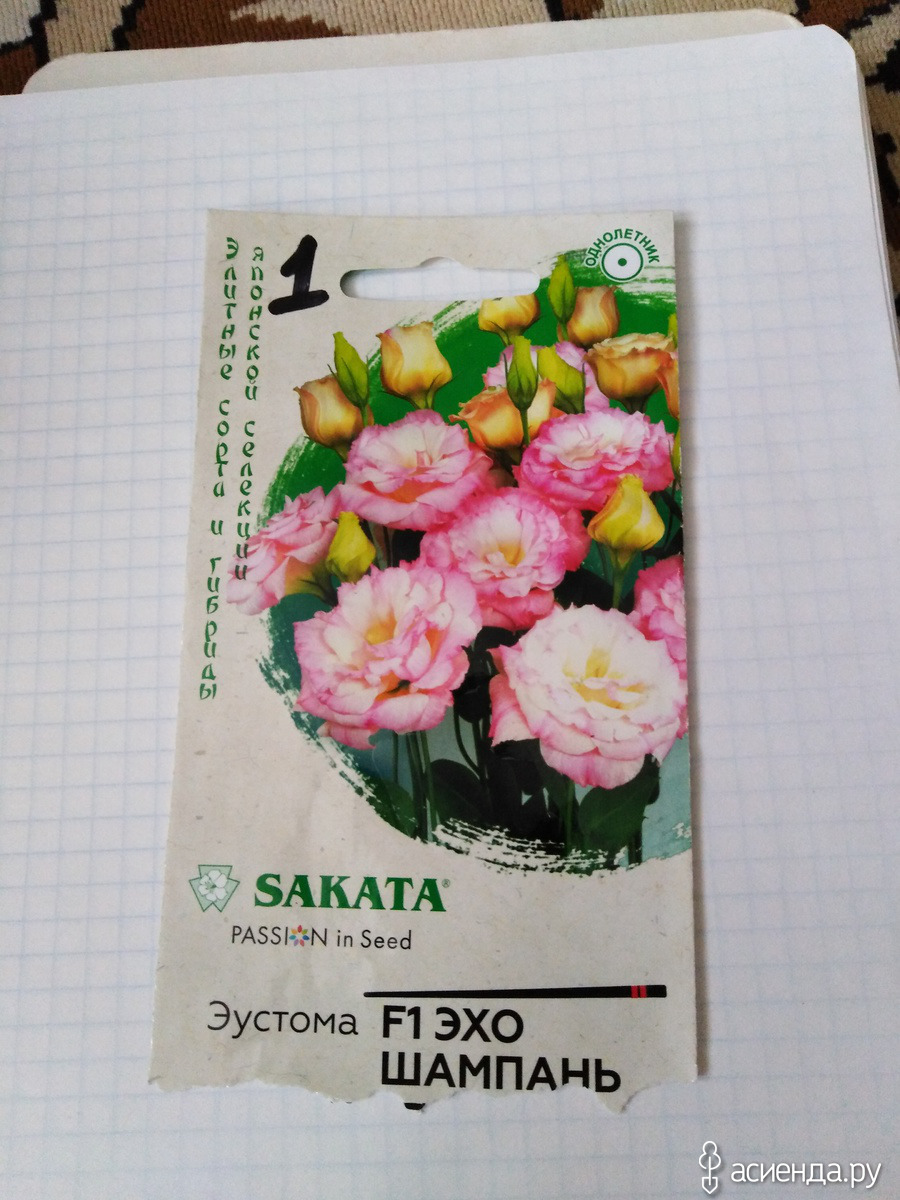 1
ОДНОЛЕТНИК
Элитные сорта и гибриды
японской селекции
SAKATA®
PASSION in Seed
Эустома F1 ЭХО
ШАМПАНЬ
асиенда.ру